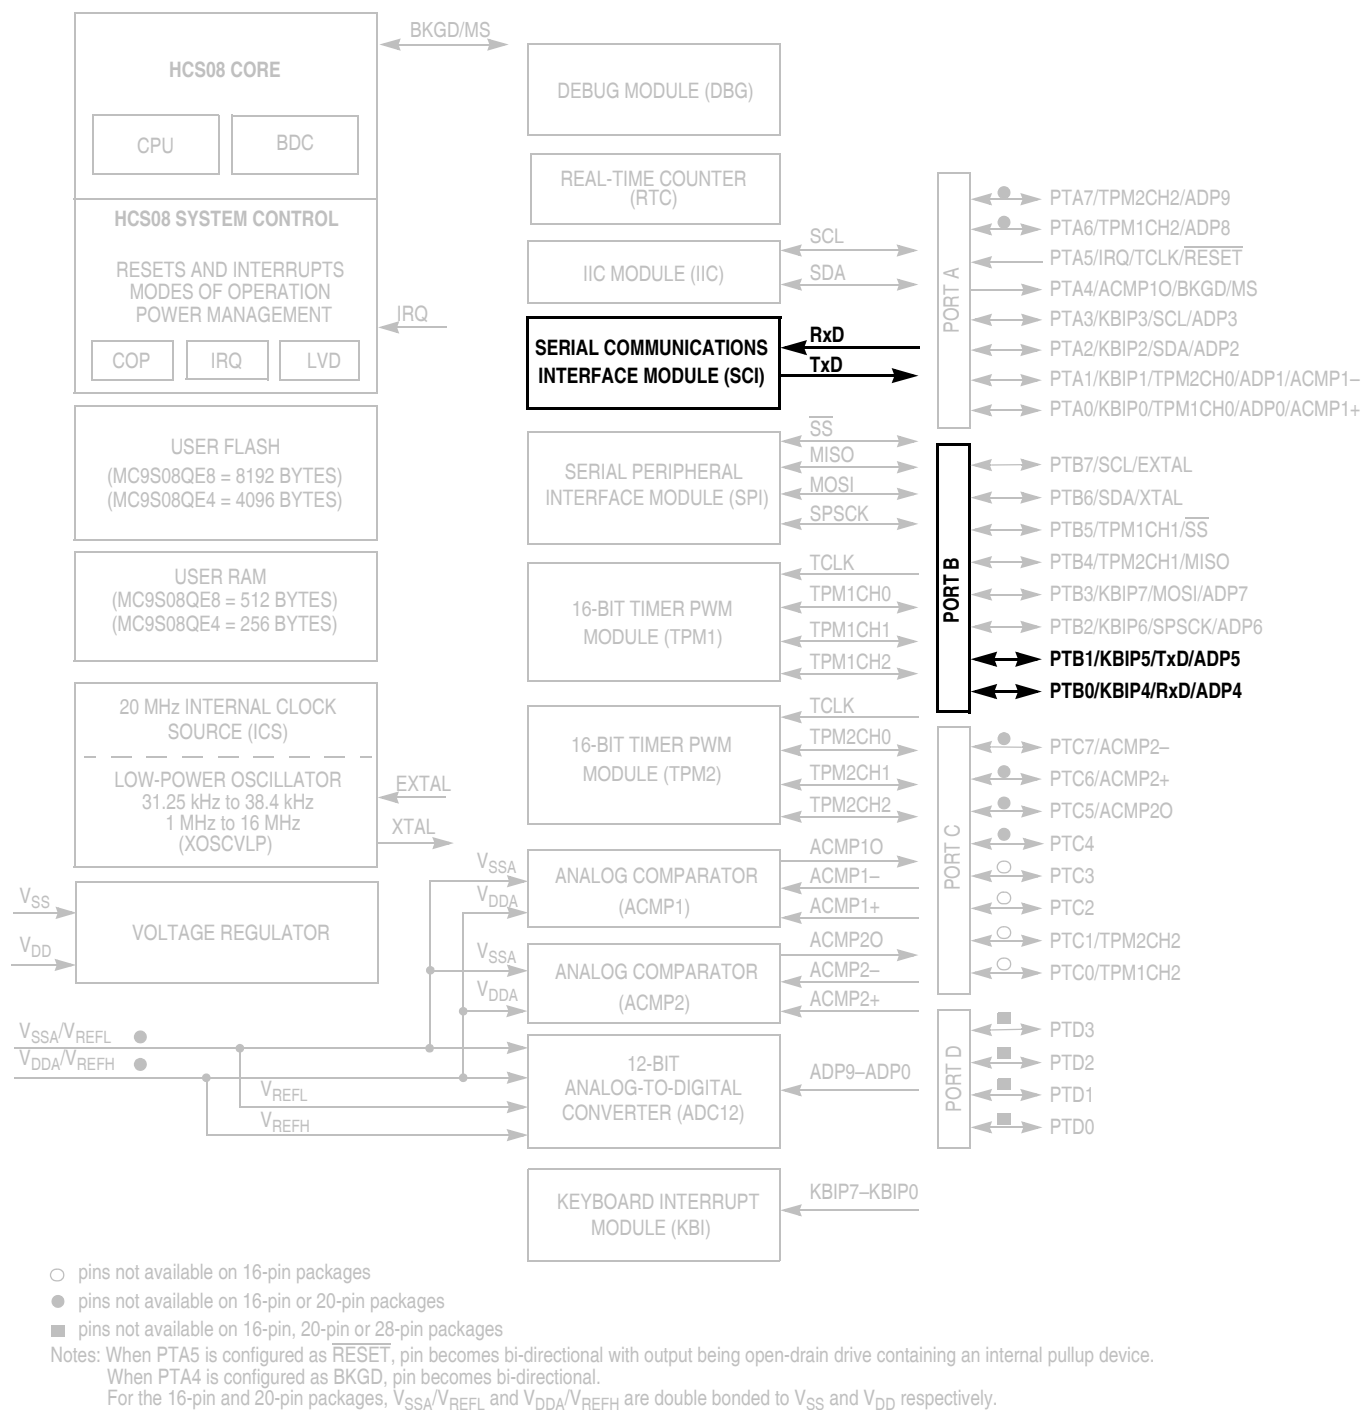 HCS08 CORE
CPU
BDC
BKGD/MS
HCS08 SYSTEM CONTROL
RESETS AND INTERRUPTS
MODES OF OPERATION
POWER MANAGEMENT
COP
IRQ
LVD
IRQ
USER FLASH
(MC9S08QE8 = 8192 BYTES)
(MC9S08QE4 = 4096 BYTES)
USER RAM
(MC9S08QE8 = 512 BYTES)
(MC9S08QE4 = 256 BYTES)
20 MHz INTERNAL CLOCK
SOURCE (ICS)
LOW-POWER OSCILLATOR
31.25 kHz to 38.4 kHz
1 MHz to 16 MHz
(XOSCVLP)
EXTAL
XTAL
VSS
VDD
VOLTAGE REGULATOR
VSSA/VREFL
VDDA/VREFH
VREFL
VREFH
DEBUG MODULE (DBG)
REAL-TIME COUNTER
(RTC)
IIC MODULE (IIC)
SCL
SDA
SERIAL COMMUNICATIONS
INTERFACE MODULE (SCI)
RxD
TxD
SERIAL PERIPHERAL
INTERFACE MODULE (SPI)
SS
MISO
MOSI
SPSCK
16-BIT TIMER PWM
MODULE (TPM1)
TCLK
TPM1CH0
TPM1CH1
TPM1CH2
16-BIT TIMER PWM
MODULE (TPM2)
TCLK
TPM2CH0
TPM2CH1
TPM2CH2
VSSA
VDDA
ANALOG COMPARATOR
(ACMP1)
ACMP1O
ACMP1–
ACMP1+
VSSA
VDDA
ANALOG COMPARATOR
(ACMP2)
ACMP2O
ACMP2–
ACMP2+
12-BIT
ANALOG-TO-DIGITAL
CONVERTER (ADC12)
ADP9–ADP0
KEYBOARD INTERRUPT
MODULE (KBI)
KBIP7–KBIP0
PORT A
PTA7/TPM2CH2/ADP9
PTA6/TPM1CH2/ADP8
PTA5/IRQ/TCLK/RESET
PTA4/ACMP1O/BKGD/MS
PTA3/KBIP3/SCL/ADP3
PTA2/KBIP2/SDA/ADP2
PTA1/KBIP1/TPM2CH0/ADP1/ACMP1–
PTA0/KBIP0/TPM1CH0/ADP0/ACMP1+
PORT B
PTB7/SCL/EXTAL
PTB6/SDA/XTAL
PTB5/TPM1CH1/SS
PTB4/TPM2CH1/MISO
PTB3/KBIP7/MOSI/ADP7
PTB2/KBIP6/SPSCK/ADP6
PTB1/KBIP5/TxD/ADP5
PTB0/KBIP4/RxD/ADP4
PORT C
PTC7/ACMP2–
PTC6/ACMP2+
PTC5/ACMP2O
PTC4
PTC3
PTC2
PTC1/TPM2CH2
PTC0/TPM1CH2
PORT D
PTD3
PTD2
PTD1
PTD0
pins not available on 16-pin packages
pins not available on 16-pin or 20-pin packages
pins not available on 16-pin, 20-pin or 28-pin packages
Notes: When PTA5 is configured as RESET, pin becomes bi-directional with output being open-drain drive containing an internal pullup device.
When PTA4 is configured as BKGD, pin becomes bi-directional.
For the 16-pin and 20-pin packages, VSSA/VREFL and VDDA/VREFH are double bonded to VSS and VDD respectively.